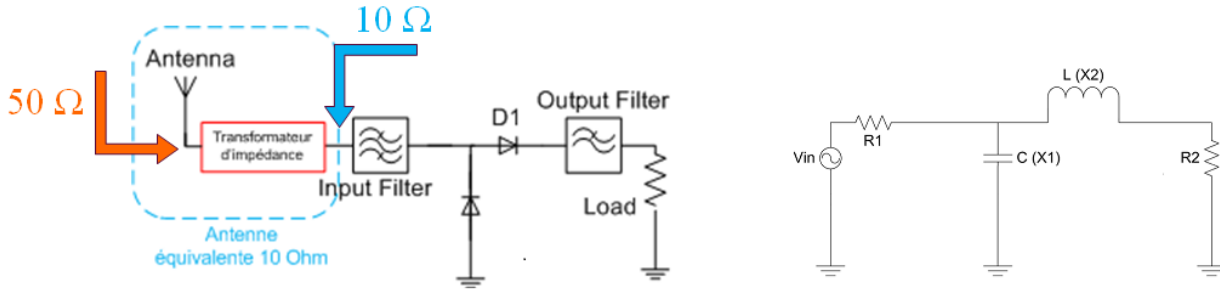 10 Ω
Antenna
50 Ω
Transformateur
d'impédance
Input Filter
D1
Output Filter
Load
Antenne
équivalente 10 Ohm
L (X2)
R1
Vin
C (X1)
R2